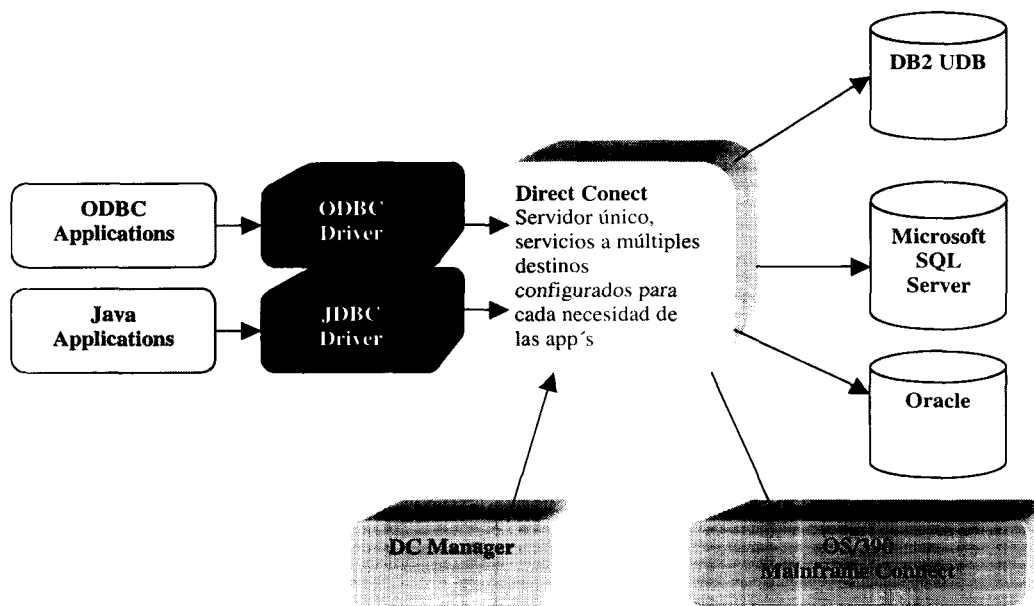 DB2 UDB
ODBC
Applications
ODBC
Driver
Direct Conect
Servidor único,
servicios a múltiples
destinos
configurados para
cada necesidad de
las app´s
Microsoft
SQL
Server
Java
Applications
JDBC
Driver
Oracle
DC Manager
OS/390
Mainframe Connect